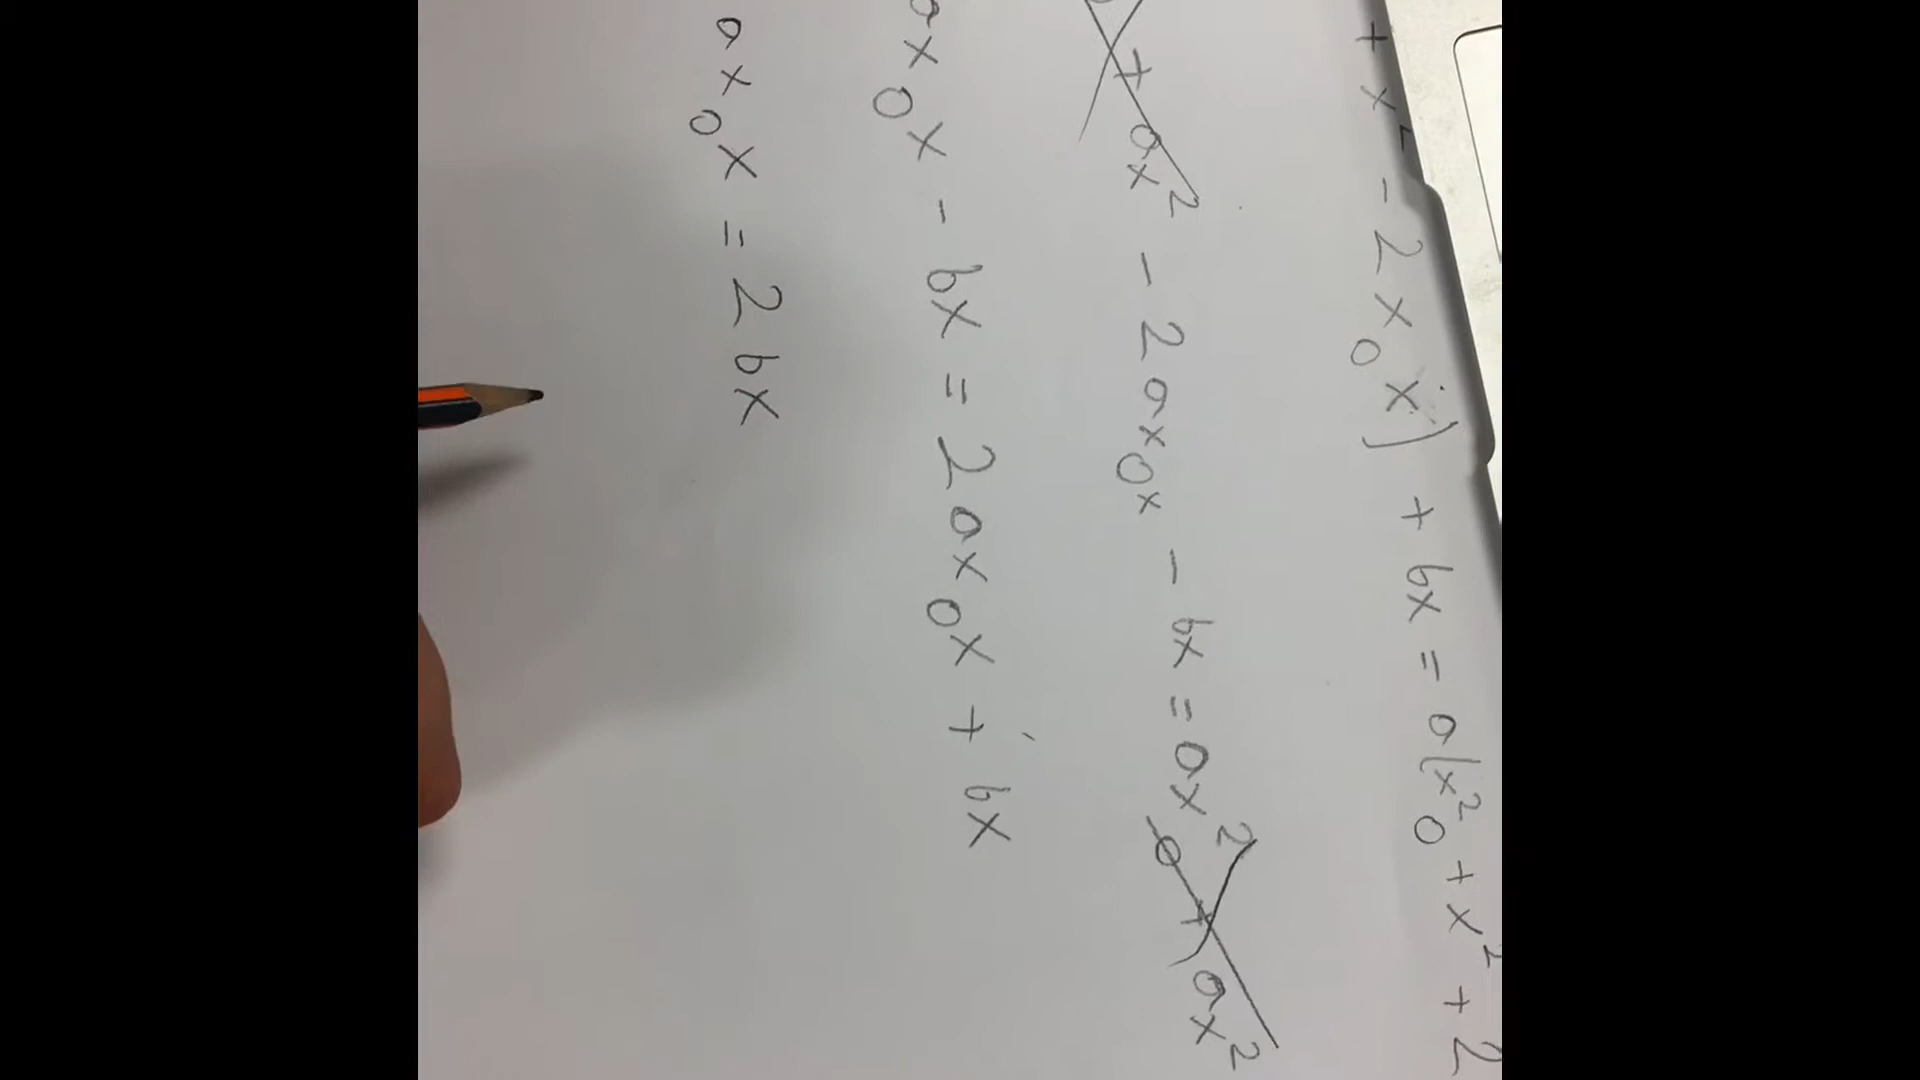 + x² - 2x₀x) + bx = a(x₀² + x² + 2
+ ax² - 2ax₀x - bx = ax₀² + ax²
ax₀x - bx = 2ax₀x + bx
ax₀x = 2bx